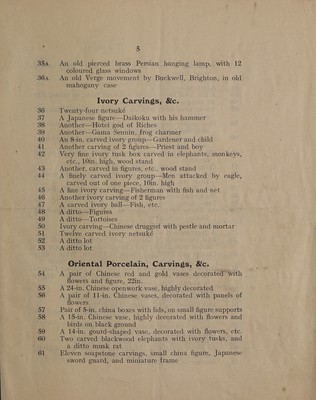 5
35A An old pierced brass Persian hanging lamp, with 12
coloured glass windows
36A An old Verge movement by Buckwell, Brighton, in old
mahogany case
Ivory Carvings, &c.
36 Twenty-four netsuké
37 A Japanese figure—Daikoku with his hammer
38 Another—Hotei god of Riches
39 Another—Gama Sennin, frog charmer
40 An 8-in. carved ivory group—Gardener and child
41 Another carving of 2 figures—Priest and boy
42 Very fine ivory tusk box carved in elephants, monkeys,
etc., 10in. high, wood stand
43 Another, carved in figures, etc., wood stand
44 A finely carved ivory group—Men attacked by eagle,
carved out of one piece, 10in. high
45 A fine ivory carving—Fisherman with fish and net
46 Another ivory carving of 2 figures
47 A carved ivory ball—Fish, etc.
48 A ditto—Figures
49 A ditto—Tortoises
50 Ivory carving—Chinese druggist with pestle and mortar
51 Twelve carved ivory netsuké
52 A ditto lot
53 A ditto lot
Oriental Porcelain, Carvings, &c.
54 A pair of Chinese red and gold vases decorated with
flowers and figure, 22in.
55 A 24-in. Chinese openwork vase, highly decorated
56 A pair of 11-in. Chinese vases, decorated with panels of
flowers
57 Pair of 5-in. china boxes with lids, on small figure supports
58 A 15-in. Chinese vase, highly decorated with flowers and
birds on black ground
59 A 14-in. gourd-shaped vase, decorated with flowers, etc.
60 Two carved blackwood elephants with ivory tusks, and
a ditto musk rat
61 Eleven soapstone carvings, small china figure, Japanese
sword guard, and miniature frame